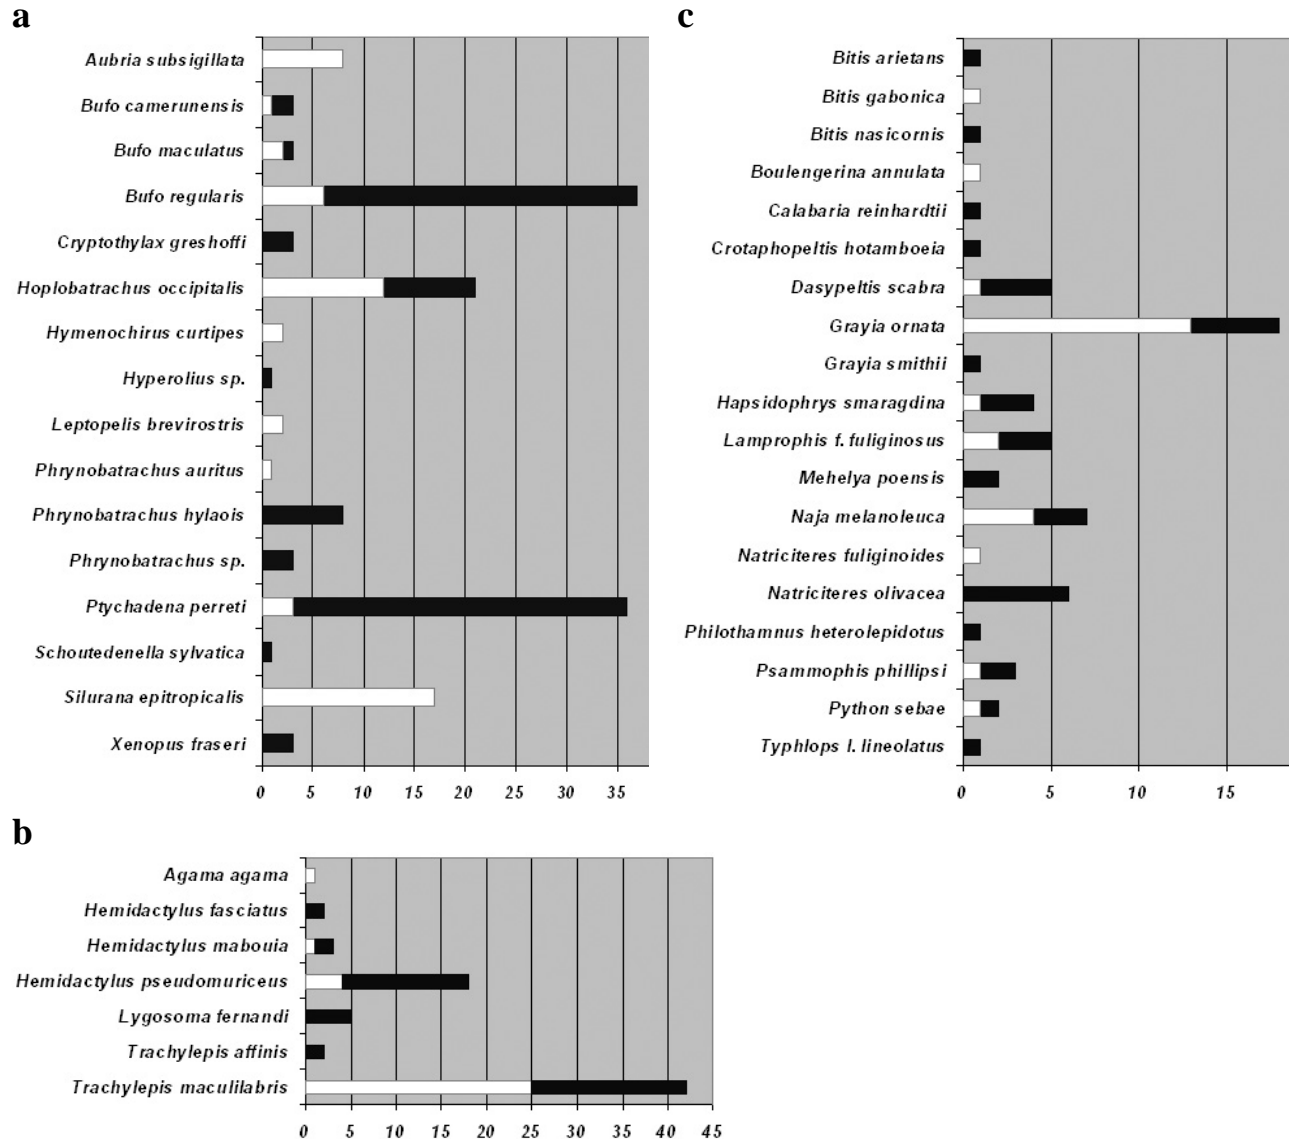 a
Aubria subsigillata
Bufo camerunensis
Bufo maculatus
Bufo regularis
Cryptothylax greshoffi
Hoplobatrachus occipitalis
Hymenochirus curtipes
Hyperolius sp.
Leptopelis brevirostris
Phrynobatrachus auritus
Phrynobatrachus hylaois
Phrynobatrachus sp.
Ptychadena perreti
Schoutedenella sylvatica
Silurana epitropicalis
Xenopus fraseri
0 5 10 15 20 25 30 35
c
Bitis arietans
Bitis gabonica
Bitis nasicornis
Boulengerina annulata
Calabaria reinhardtii
Crotaphopeltis hotamboeia
Dasypeltis scabra
Grayia ornata
Grayia smithii
Hapsidophrys smaragdina
Lamprophis f. fuliginosus
Mehelya poensis
Naja melanoleuca
Natriciteres fuliginoides
Natriciteres olivacea
Philothamnus heterolepidotus
Psammophis phillipsi
Python sebae
Typhlops l. lineolatus
0 5 10 15
b
Agama agama
Hemidactylus fasciatus
Hemidactylus mabouia
Hemidactylus pseudomuriceus
Lygosoma fernandi
Trachylepis affinis
Trachylepis maculilabris
0 5 10 15 20 25 30 35 40 45